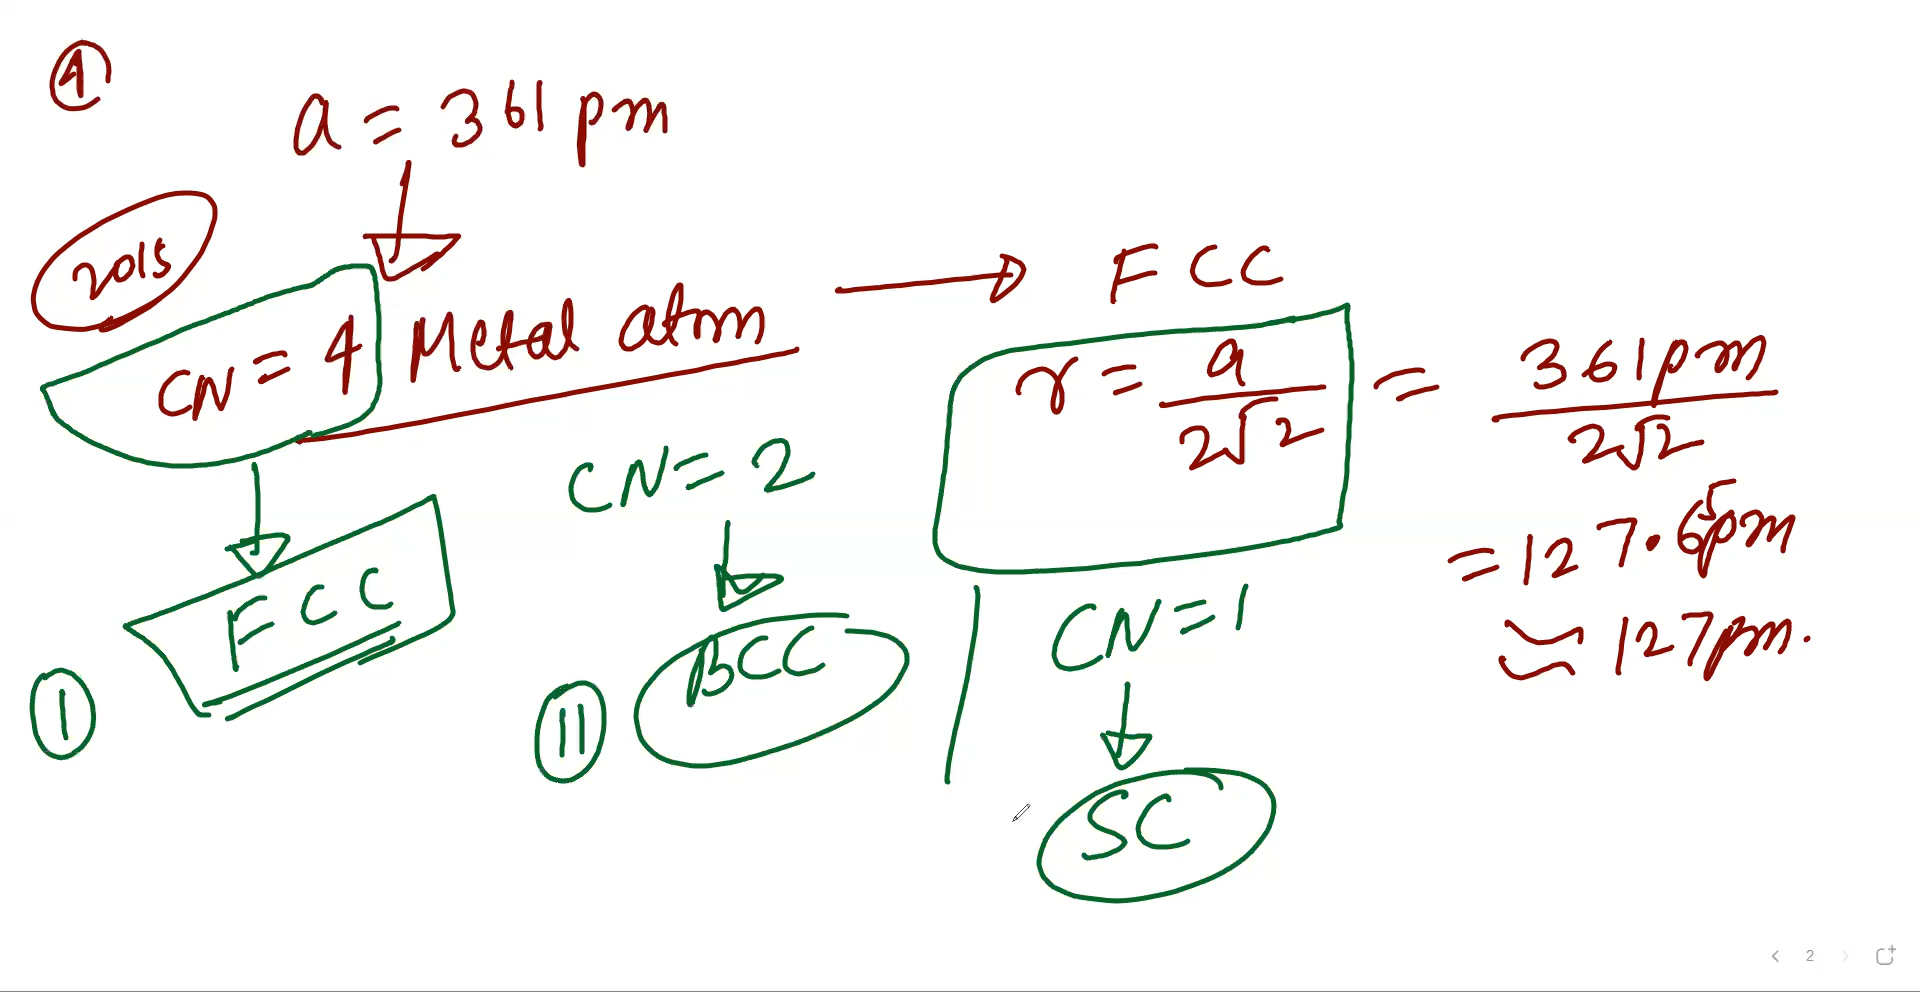 ④
a = 361 pm
2015
CN = 4 Metal atom → FCC
r = a/2√2 = 361pm/2√2
= 127.65pm
≈ 127pm.
FCC
CN = 2
BCC
CN = 1
SC
I
II
2